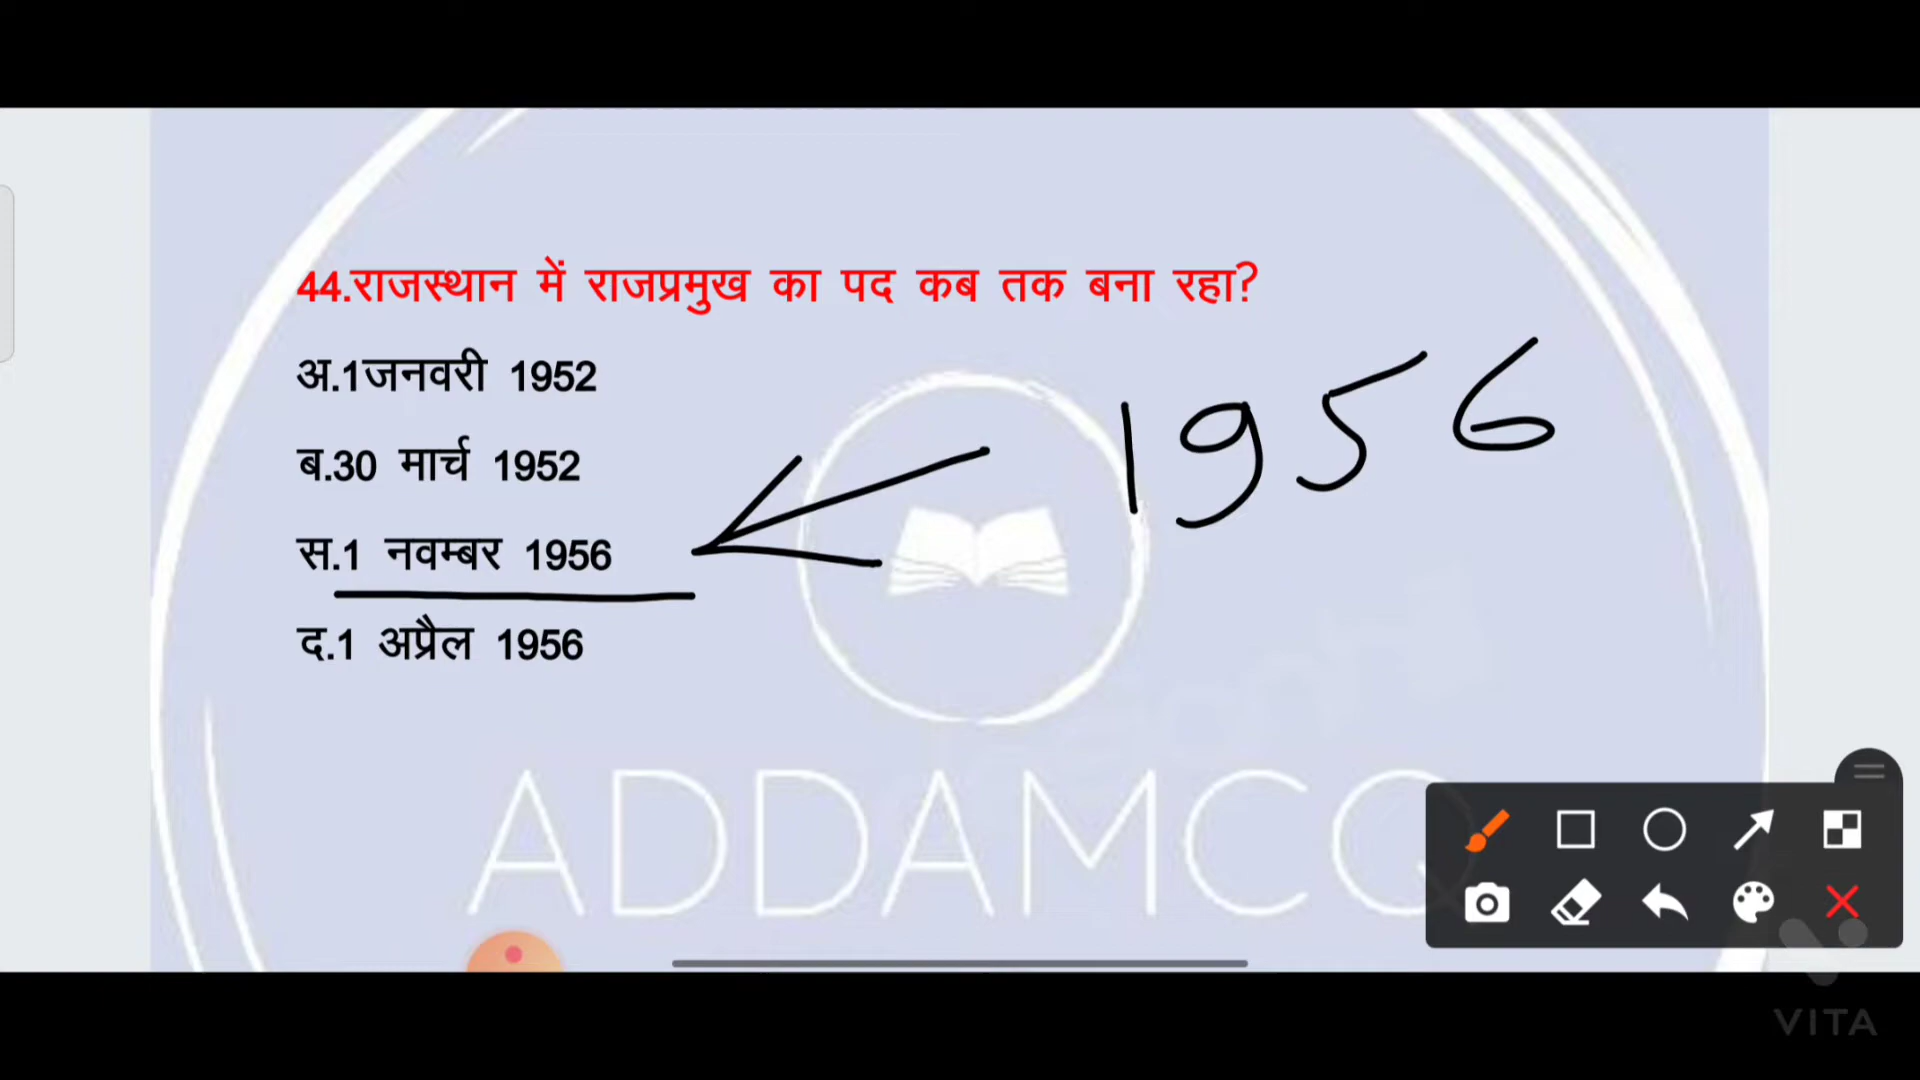 44.राजस्थान में राजप्रमुख का पद कब तक बना रहा?
अ.1जनवरी 1952
ब.30 मार्च 1952
स.1 नवम्बर 1956
द.1 अप्रैल 1956
1956
ADDAMCQ
VITA